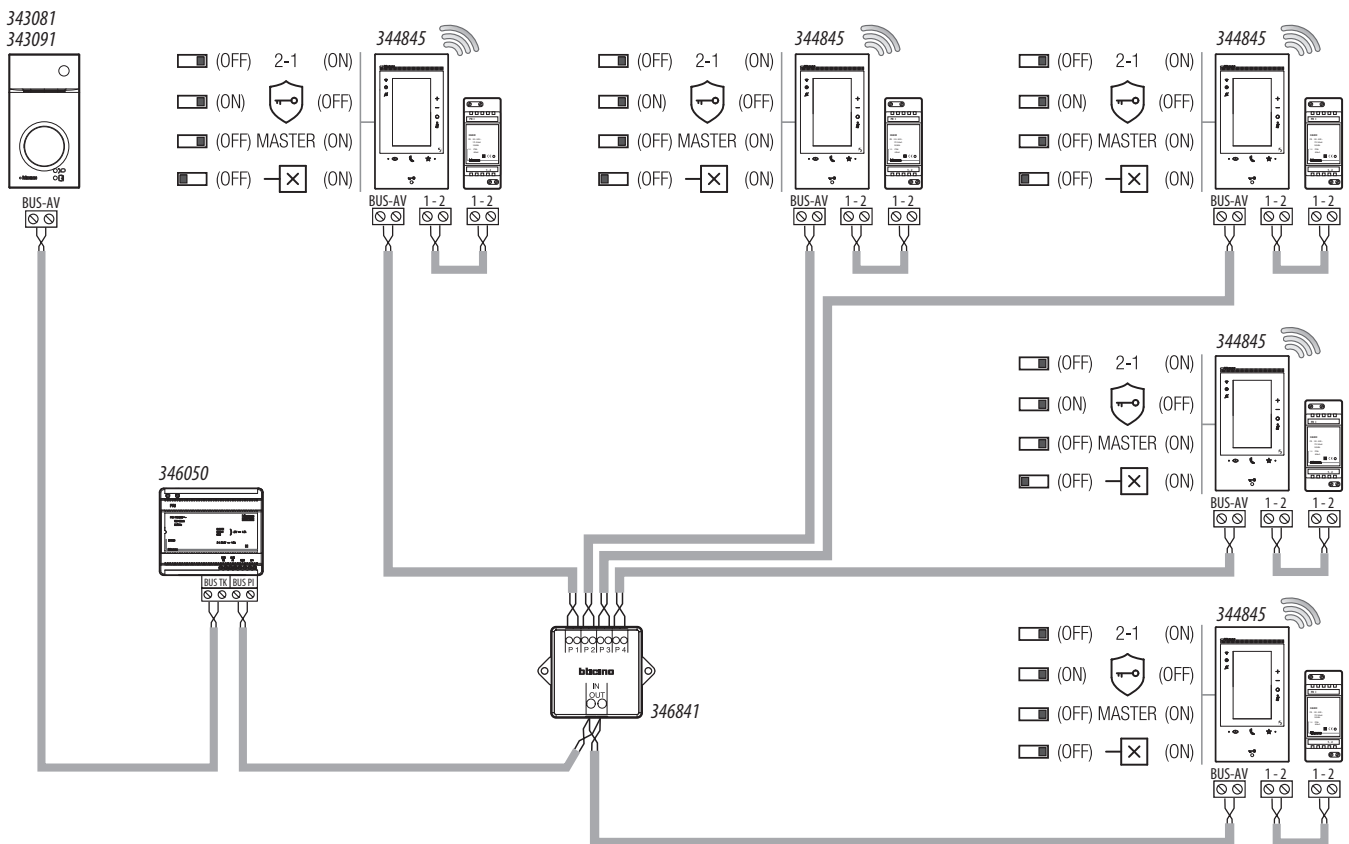 343081
343091
BUS-AV
344845
(OFF) 2-1 (ON)
(ON) (OFF)
(OFF) MASTER (ON)
(OFF) (ON)
BUS-AV 1 - 2 1 - 2
344845
(OFF) 2-1 (ON)
(ON) (OFF)
(OFF) MASTER (ON)
(OFF) (ON)
BUS-AV 1 - 2 1 - 2
344845
(OFF) 2-1 (ON)
(ON) (OFF)
(OFF) MASTER (ON)
(OFF) (ON)
BUS-AV 1 - 2 1 - 2
344845
(OFF) 2-1 (ON)
(ON) (OFF)
(OFF) MASTER (ON)
(OFF) (ON)
BUS-AV 1 - 2 1 - 2
346050
BUS TK BUS PI
P1 P2 P3 P4
bticino
IN
OUT
346841
344845
(OFF) 2-1 (ON)
(ON) (OFF)
(OFF) MASTER (ON)
(OFF) (ON)
BUS-AV 1 - 2 1 - 2